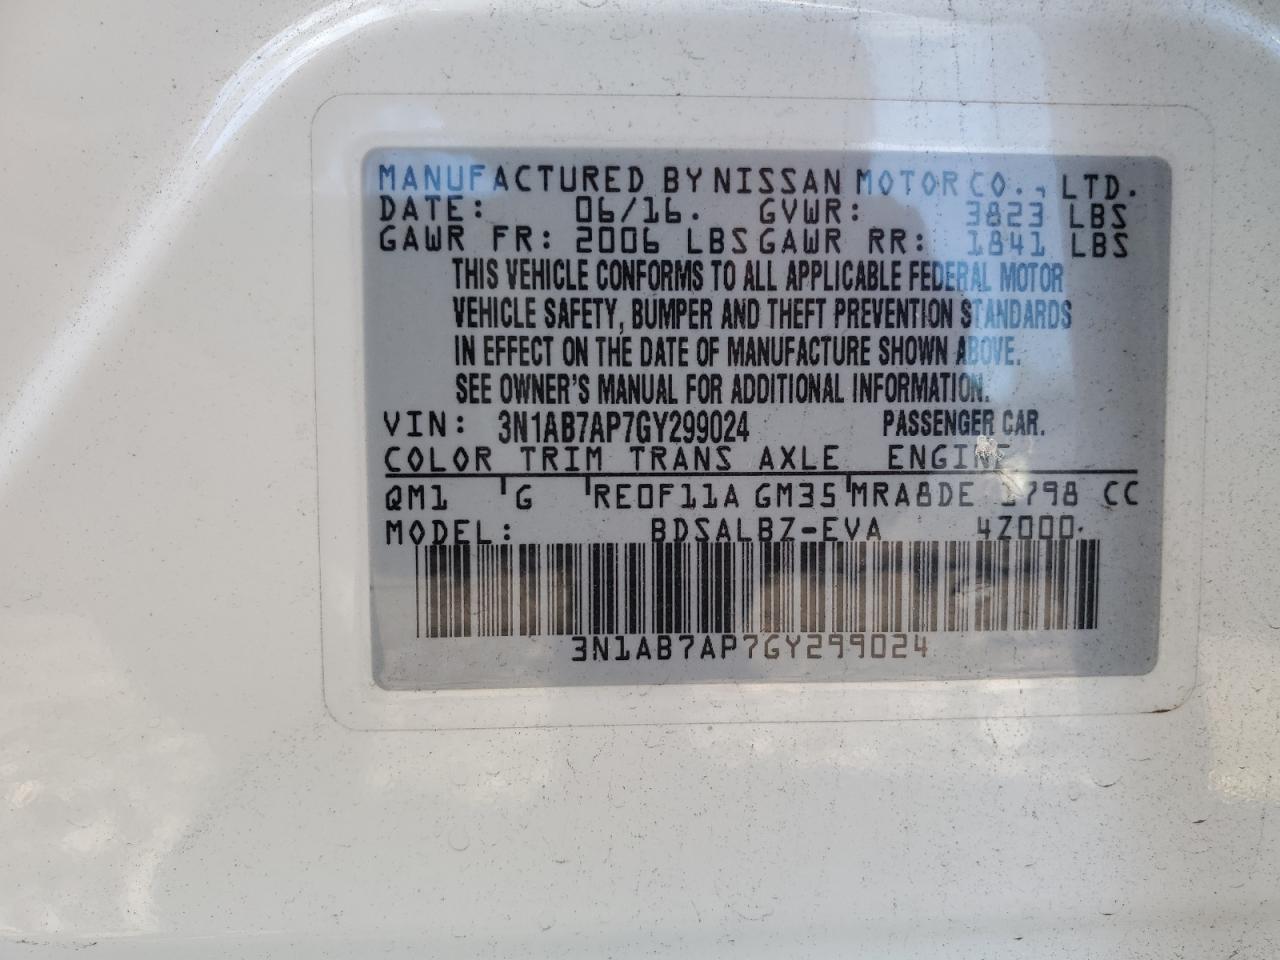 MANUFACTURED BY NISSAN MOTOR CO., LTD.
DATE: 06/16. GVWR: 3823 LBS
GAWR FR: 2006 LBS GAWR RR: 1841 LBS
THIS VEHICLE CONFORMS TO ALL APPLICABLE FEDERAL MOTOR
VEHICLE SAFETY, BUMPER AND THEFT PREVENTION STANDARDS
IN EFFECT ON THE DATE OF MANUFACTURE SHOWN ABOVE.
SEE OWNER'S MANUAL FOR ADDITIONAL INFORMATION.
VIN: 3N1AB7AP7GY299024 PASSENGER CAR.
COLOR TRIM TRANS AXLE ENGINE
QM1 G RE0F11A GM35 MRA8DE 1798 CC
MODEL: BDSALBZ-EVA 4Z000.
3N1AB7AP7GY299024